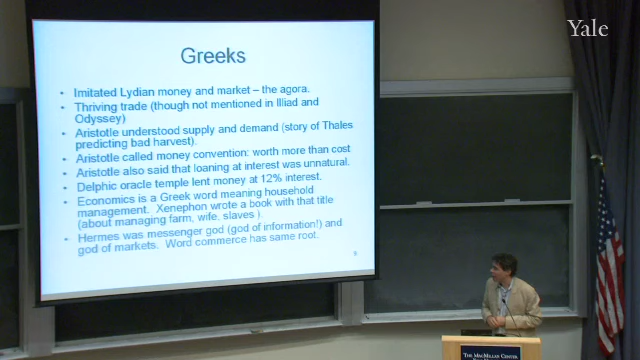 Yale
Greeks
• Imitated Lydian money and market – the agora.
• Thriving trade (though not mentioned in Illiad and
Odyssey)
• Aristotle understood supply and demand (story of Thales
predicting bad harvest).
• Aristotle called money convention: worth more than cost
• Aristotle also said that loaning at interest was unnatural.
• Delphic oracle temple lent money at 12% interest.
• Economics is a Greek word meaning household
management. Xenephon wrote a book with that title
(about managing farm, wife, slaves ).
• Hermes was messenger god (god of information!) and
god of markets. Word commerce has same root.
9
THE MACMILLAN CENTER